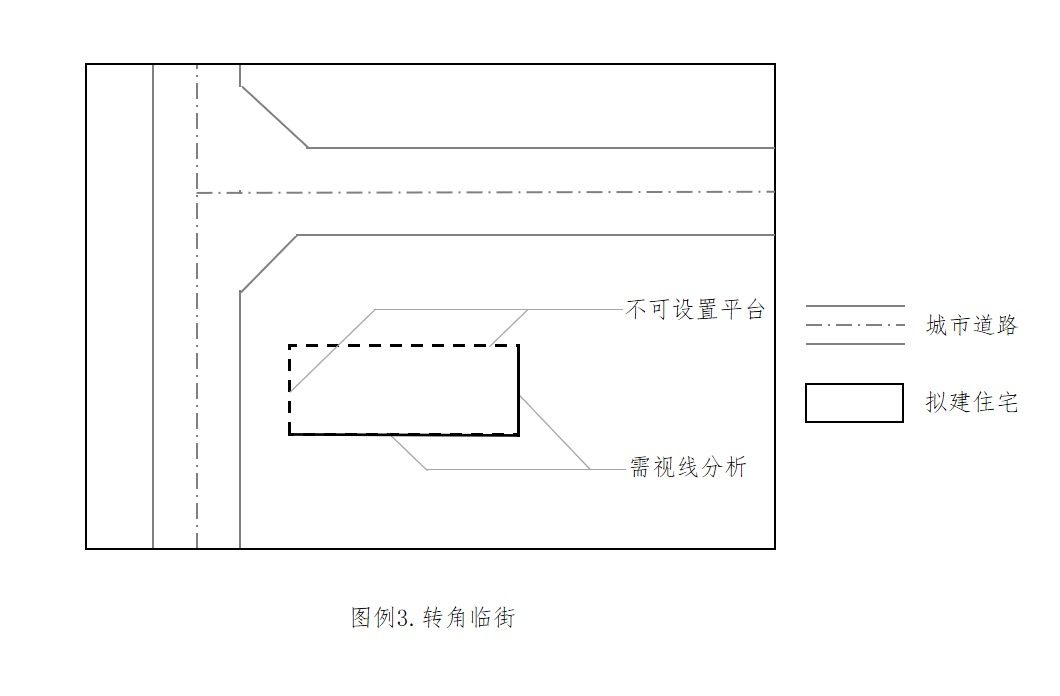 不可设置平台
城市道路
拟建住宅
需视线分析
图例3.转角临街